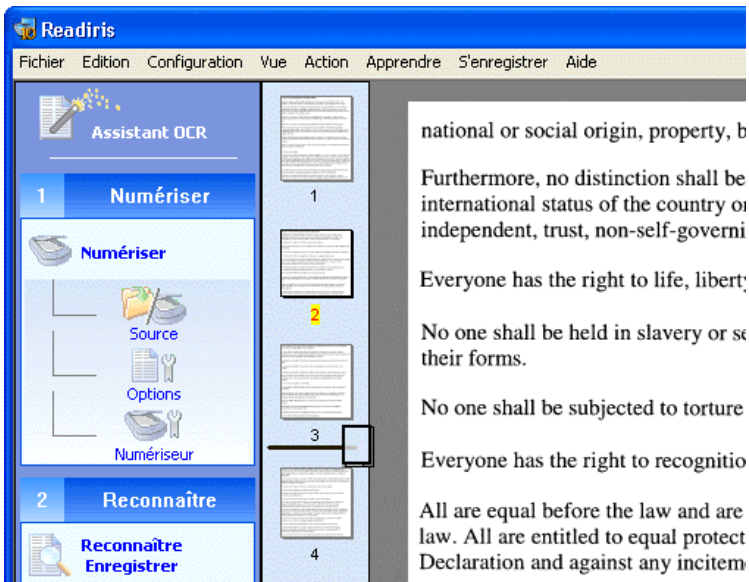 Readiris
Fichier Edition Configuration Vue Action Apprendre S'enregistrer Aide
Assistant OCR
1 Numériser
Numériser
Source
Options
Numériseur
2 Reconnaître
Reconnaître
Enregistrer
1
2
3
4
national or social origin, property, b
Furthermore, no distinction shall be
international status of the country or
independent, trust, non-self-governi
Everyone has the right to life, liberty
No one shall be held in slavery or se
their forms.
No one shall be subjected to torture
Everyone has the right to recognitio
All are equal before the law and are
law. All are entitled to equal protect
Declaration and against any incitem